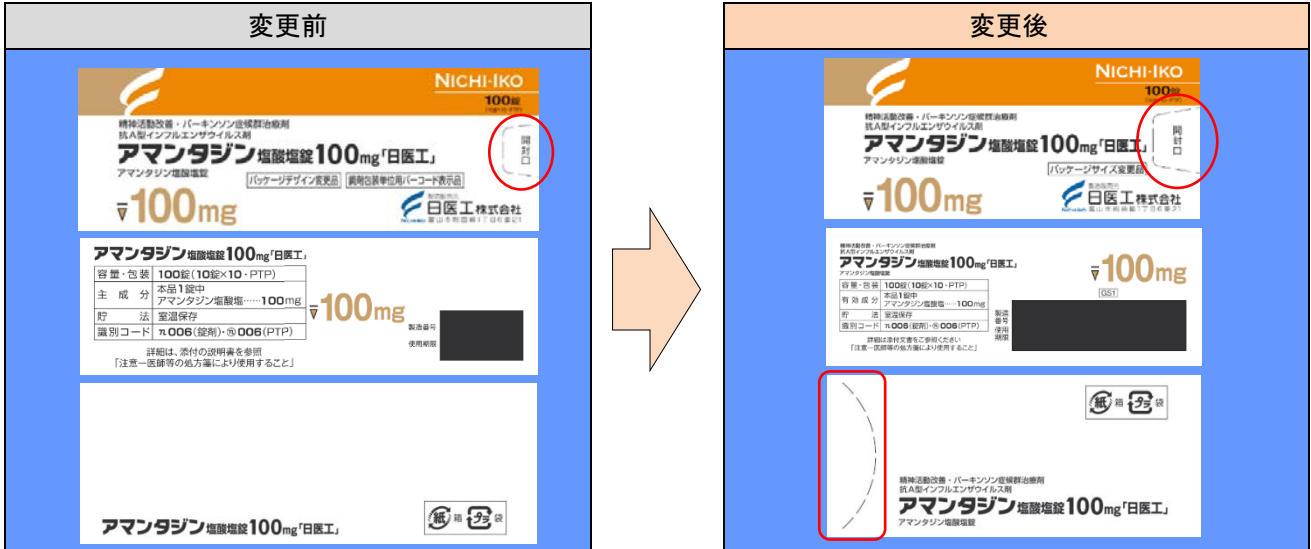 変更前
NICHI-IKO
100錠
精神活動改善・パーキンソン症候群治療剤
抗A型インフルエンザウイルス剤
アマンタジン塩酸塩錠100mg「日医工」
アマンタジン塩酸塩錠
開封口
パッケージデザイン変更品 調剤包装単位用バーコード表示品
100mg
日医工株式会社
アマンタジン塩酸塩錠100mg「日医工」
容量・包装 100錠(10錠×10・PTP)
主成分 本品1錠中
アマンタジン塩酸塩……100mg
貯法 室温保存
識別コード n006(錠剤)・㊐006(PTP)
100mg
製造番号
使用期限
詳細は、添付の説明書を参照
「注意−医師等の処方箋により使用すること」
アマンタジン塩酸塩錠100mg「日医工」
紙 箱 プラ 袋
変更後
NICHI-IKO
100錠
精神活動改善・パーキンソン症候群治療剤
抗A型インフルエンザウイルス剤
アマンタジン塩酸塩錠100mg「日医工」
アマンタジン塩酸塩錠
開封口
パッケージサイズ変更品
100mg
日医工株式会社
精神活動改善・パーキンソン症候群治療剤
抗A型インフルエンザウイルス剤
アマンタジン塩酸塩錠100mg「日医工」
アマンタジン塩酸塩錠
容量・包装 100錠(10錠×10・PTP)
有効成分 本品1錠中
アマンタジン塩酸塩……100mg
貯法 室温保存
識別コード n006(錠剤)・㊐006(PTP)
100mg
GS1
製造番号
使用期限
詳細は添付文書をご参照ください
「注意−医師等の処方箋により使用すること」
紙 箱 プラ 袋
精神活動改善・パーキンソン症候群治療剤
抗A型インフルエンザウイルス剤
アマンタジン塩酸塩錠100mg「日医工」
アマンタジン塩酸塩錠